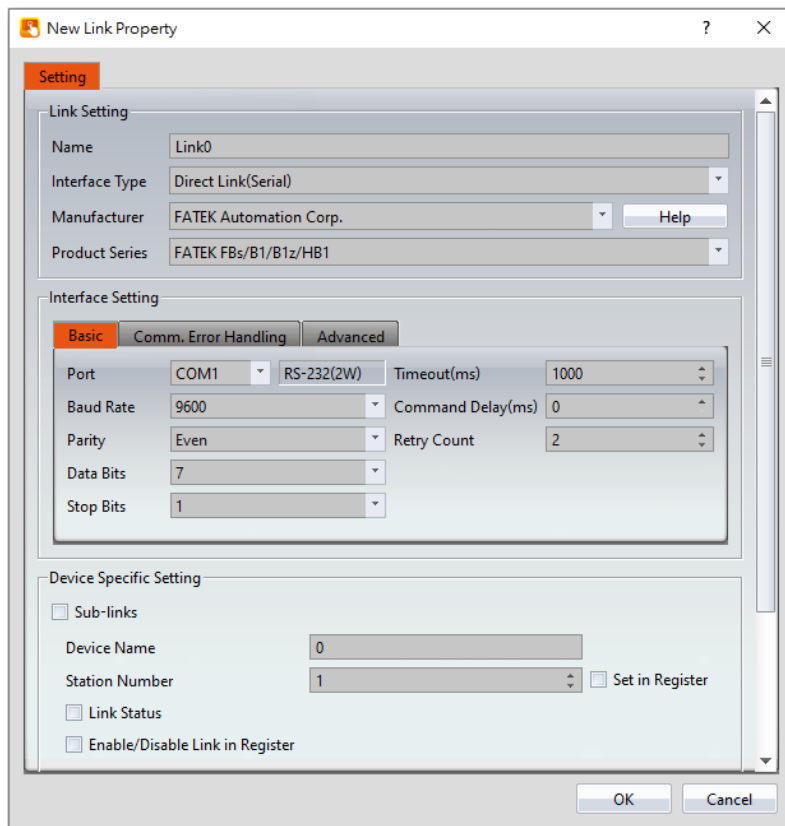 New Link Property ?
Setting
Link Setting
Name Link0
Interface Type Direct Link(Serial)
Manufacturer FATEK Automation Corp. Help
Product Series FATEK FBs/B1/B1z/HB1
Interface Setting
Basic Comm. Error Handling Advanced
Port COM1 RS-232(2W) Timeout(ms) 1000
Baud Rate 9600 Command Delay(ms) 0
Parity Even Retry Count 2
Data Bits 7
Stop Bits 1
Device Specific Setting
Sub-links
Device Name 0
Station Number 1 Set in Register
Link Status
Enable/Disable Link in Register
OK Cancel